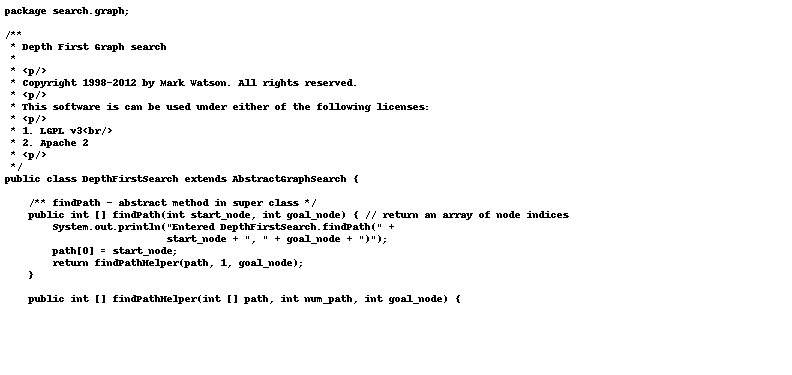 package search.graph;

/**
 * Depth First Graph search
 *
 * <p/>
 * Copyright 1998-2012 by Mark Watson. All rights reserved.
 * <p/>
 * This software is can be used under either of the following licenses:
 * <p/>
 * 1. LGPL v3<br/>
 * 2. Apache 2
 * <p/>
 */
public class DepthFirstSearch extends AbstractGraphSearch {

    /** findPath - abstract method in super class */
    public int [] findPath(int start_node, int goal_node) { // return an array of node indices
        System.out.println("Entered DepthFirstSearch.findPath(" +
                           start_node + ", " + goal_node + ")");
        path[0] = start_node;
        return findPathHelper(path, 1, goal_node);
    }

    public int [] findPathHelper(int [] path, int num_path, int goal_node) {